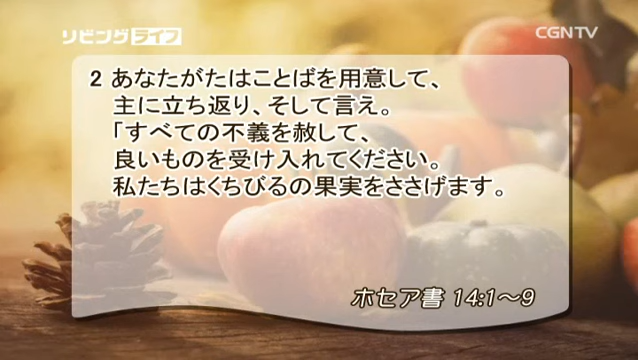 リビングライフ
CGNTV
2 あなたがたはことばを用意して、
主に立ち返り、そして言え。
「すべての不義を赦して、
良いものを受け入れてください。
私たちはくちびるの果実をささげます。
ホセア書 14:1～9